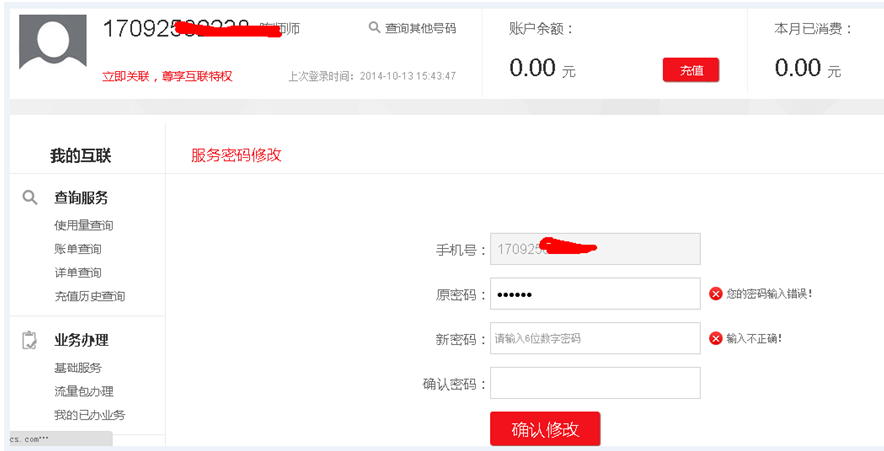 17092
师
查询其他号码
账户余额：
本月已消费：
立即关联，尊享互联特权
上次登录时间：2014-10-13 15:43:47
0.00 元
充值
0.00 元
我的互联
服务密码修改
查询服务
使用量查询
账单查询
详单查询
充值历史查询
手机号：
170925
原密码：
••••••
您的密码输入错误!
新密码：
请输入6位数字密码
输入不正确!
确认密码：
确认修改
业务办理
基础服务
流量包办理
我的已办业务
cs.com